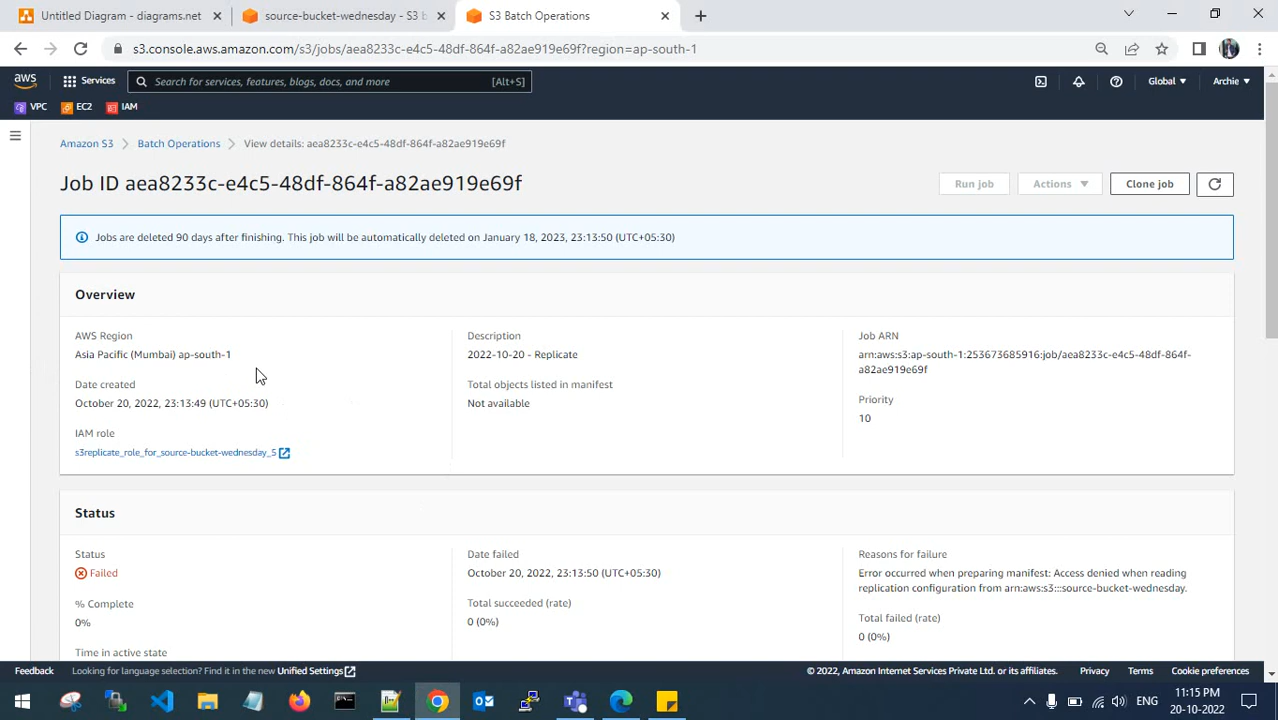 Untitled Diagram - diagrams.net
source-bucket-wednesday - S3 b
S3 Batch Operations
s3.console.aws.amazon.com/s3/jobs/aea8233c-e4c5-48df-864f-a82ae919e69f?region=ap-south-1
aws
Services
Search for services, features, blogs, docs, and more
[Alt+S]
Global
Archie
VPC
EC2
IAM
Amazon S3
Batch Operations
View details: aea8233c-e4c5-48df-864f-a82ae919e69f
Job ID aea8233c-e4c5-48df-864f-a82ae919e69f
Run job
Actions
Clone job
Jobs are deleted 90 days after finishing. This job will be automatically deleted on January 18, 2023, 23:13:50 (UTC+05:30)
Overview
AWS Region
Asia Pacific (Mumbai) ap-south-1
Date created
October 20, 2022, 23:13:49 (UTC+05:30)
IAM role
s3replicate_role_for_source-bucket-wednesday_5
Description
2022-10-20 - Replicate
Total objects listed in manifest
Not available
Job ARN
arn:aws:s3:ap-south-1:253673685916:job/aea8233c-e4c5-48df-864f-
a82ae919e69f
Priority
10
Status
Status
Failed
% Complete
0%
Time in active state
Date failed
October 20, 2022, 23:13:50 (UTC+05:30)
Total succeeded (rate)
0 (0%)
Reasons for failure
Error occurred when preparing manifest: Access denied when reading
replication configuration from arn:aws:s3:::source-bucket-wednesday.
Total failed (rate)
0 (0%)
Feedback
Looking for language selection? Find it in the new Unified Settings
© 2022, Amazon Internet Services Private Ltd. or its affiliates.
Privacy
Terms
Cookie preferences
ENG
11:15 PM
20-10-2022